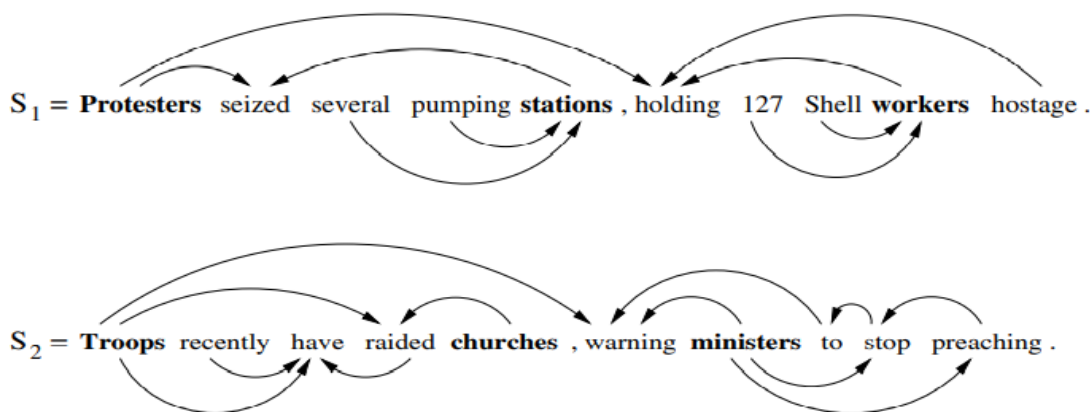 S1 = Protesters seized several pumping stations , holding 127 Shell workers hostage .
S2 = Troops recently have raided churches , warning ministers to stop preaching .